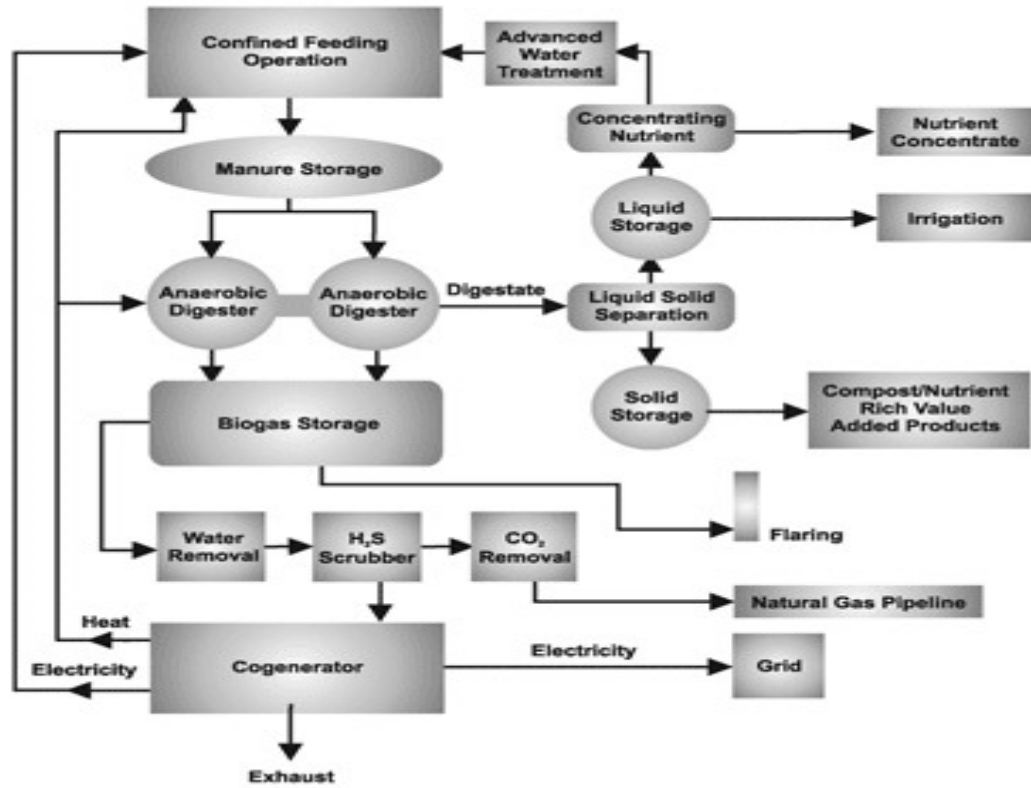 Confined Feeding
Operation
Advanced
Water
Treatment
Concentrating
Nutrient
Nutrient
Concentrate
Manure Storage
Liquid
Storage
Irrigation
Anaerobic
Digester
Anaerobic
Digester
Digestate
Liquid Solid
Separation
Biogas Storage
Solid
Storage
Compost/Nutrient
Rich Value
Added Products
Water
Removal
H₂S
Scrubber
CO₂
Removal
Flaring
Natural Gas Pipeline
Heat
Electricity
Cogenerator
Electricity
Grid
Exhaust